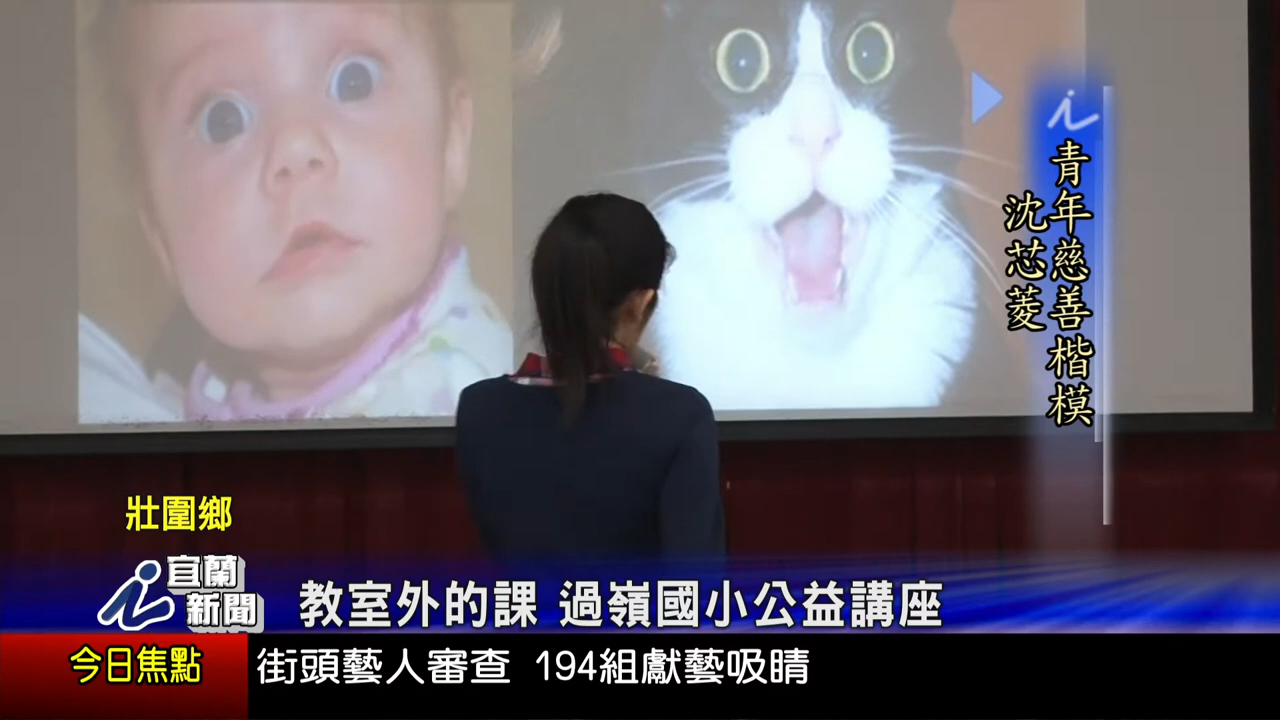 青年慈善楷模
沈芯菱
壯圍鄉
宜蘭
新聞
教室外的課 過嶺國小公益講座
今日焦點
街頭藝人審查 194組獻藝吸睛